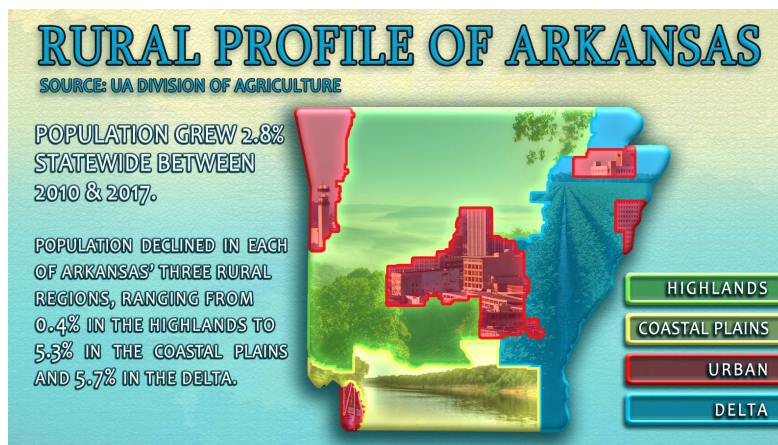 RURAL PROFILE OF ARKANSAS
SOURCE: UA DIVISION OF AGRICULTURE
POPULATION GREW 2.8%
STATEWIDE BETWEEN
2010 & 2017.
POPULATION DECLINED IN EACH
OF ARKANSAS' THREE RURAL
REGIONS, RANGING FROM
0.4% IN THE HIGHLANDS TO
5.3% IN THE COASTAL PLAINS
AND 5.7% IN THE DELTA.
HIGHLANDS
COASTAL PLAINS
URBAN
DELTA